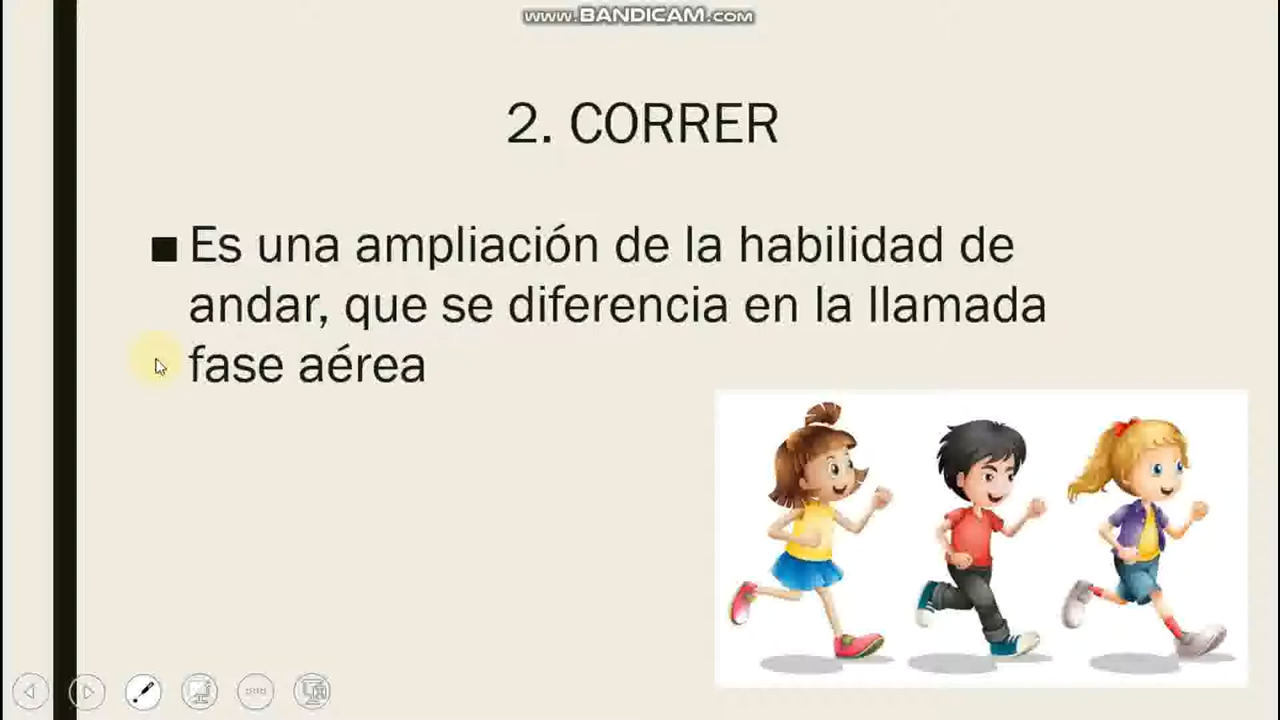 www.BANDICAM.com
2. CORRER
Es una ampliación de la habilidad de
andar, que se diferencia en la llamada
fase aérea